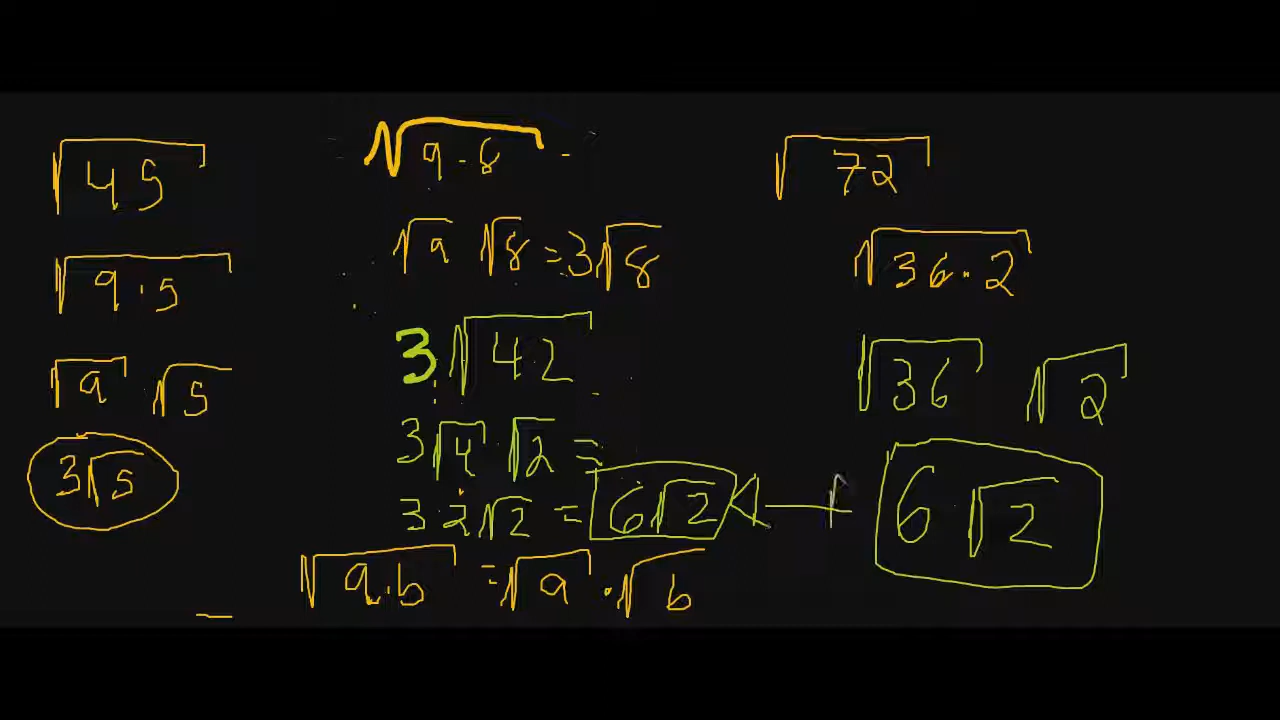 √45
√9·5
√9 √5
3√5
√9·8
√9 √8 = 3√8
3√4·2
3√4 √2 =
3·2√2 = 6√2
√a·b = √a · √b
√72
√36·2
√36 √2
6√2